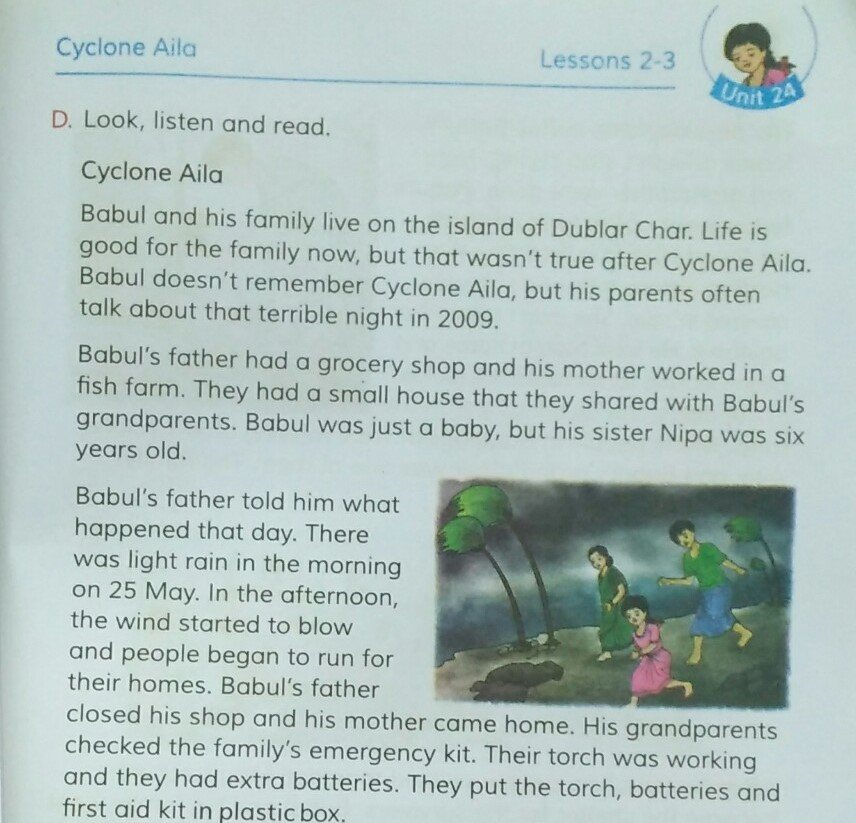 Cyclone Aila
Lessons 2-3
Unit 24
D. Look, listen and read.
Cyclone Aila
Babul and his family live on the island of Dublar Char. Life is
good for the family now, but that wasn't true after Cyclone Aila.
Babul doesn't remember Cyclone Aila, but his parents often
talk about that terrible night in 2009.
Babul's father had a grocery shop and his mother worked in a
fish farm. They had a small house that they shared with Babul's
grandparents. Babul was just a baby, but his sister Nipa was six
years old.
Babul's father told him what
happened that day. There
was light rain in the morning
on 25 May. In the afternoon,
the wind started to blow
and people began to run for
their homes. Babul's father
closed his shop and his mother came home. His grandparents
checked the family's emergency kit. Their torch was working
and they had extra batteries. They put the torch, batteries and
first aid kit in plastic box.